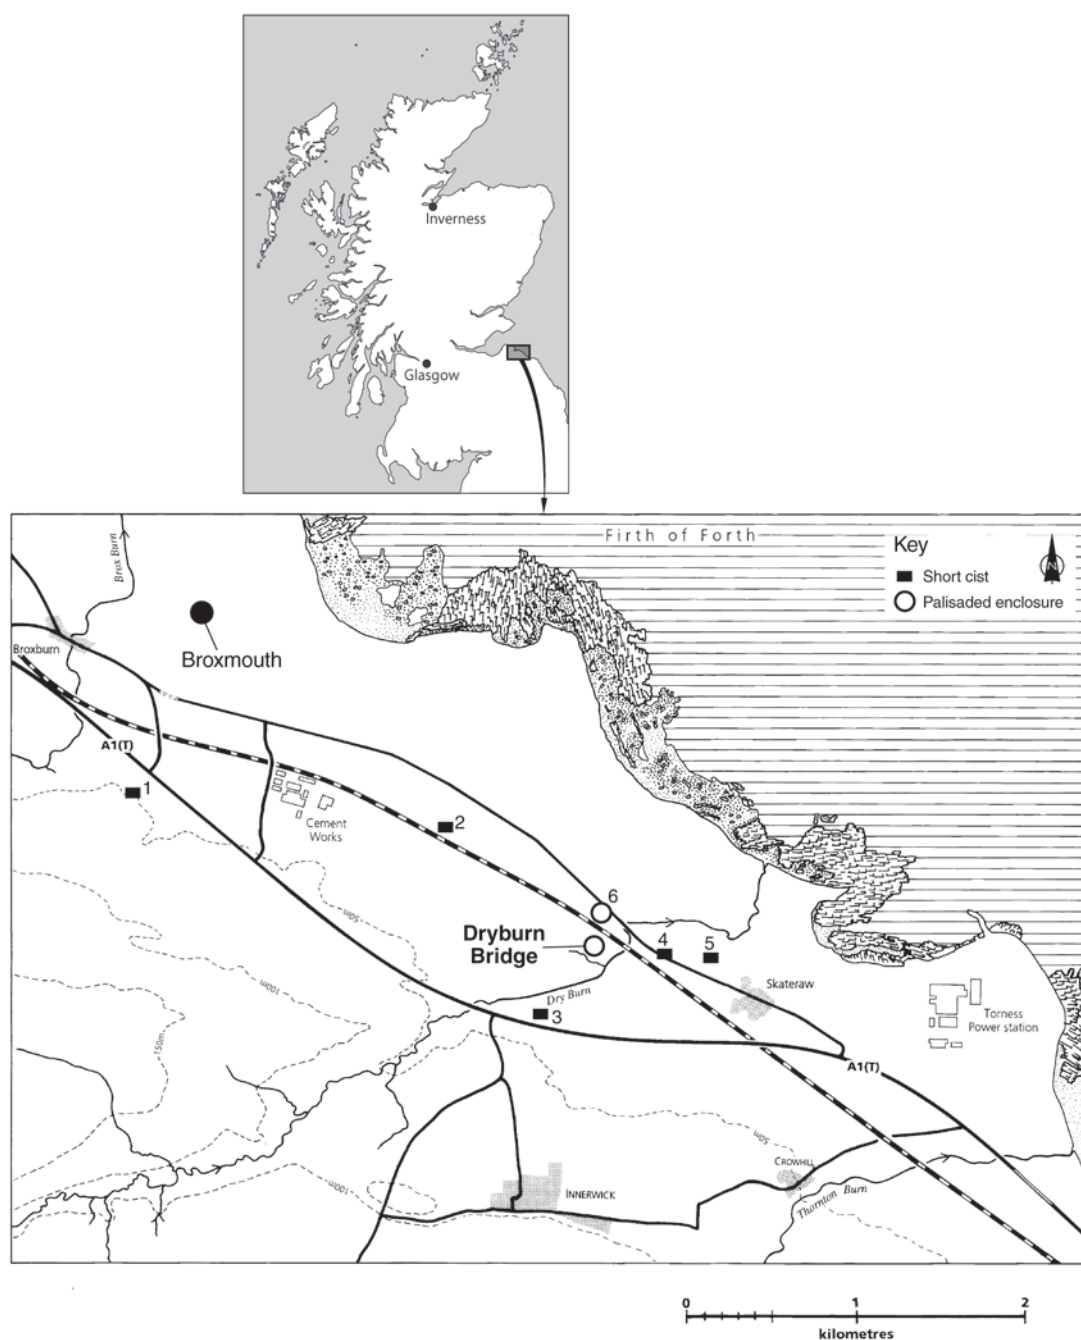 Inverness
Glasgow
Firth of Forth
Key
N
Short cist
Palisaded enclosure
Brox Burn
Broxmouth
Broxburn
A1(T)
1
Cement
Works
2
50m
6
Dryburn
Bridge
4
5
Skateraw
100m
Dry Burn
3
Torness
Power station
150m
A1(T)
50m
CROWHILL
100m
INNERWICK
Thornton Burn
0 1 2
kilometres